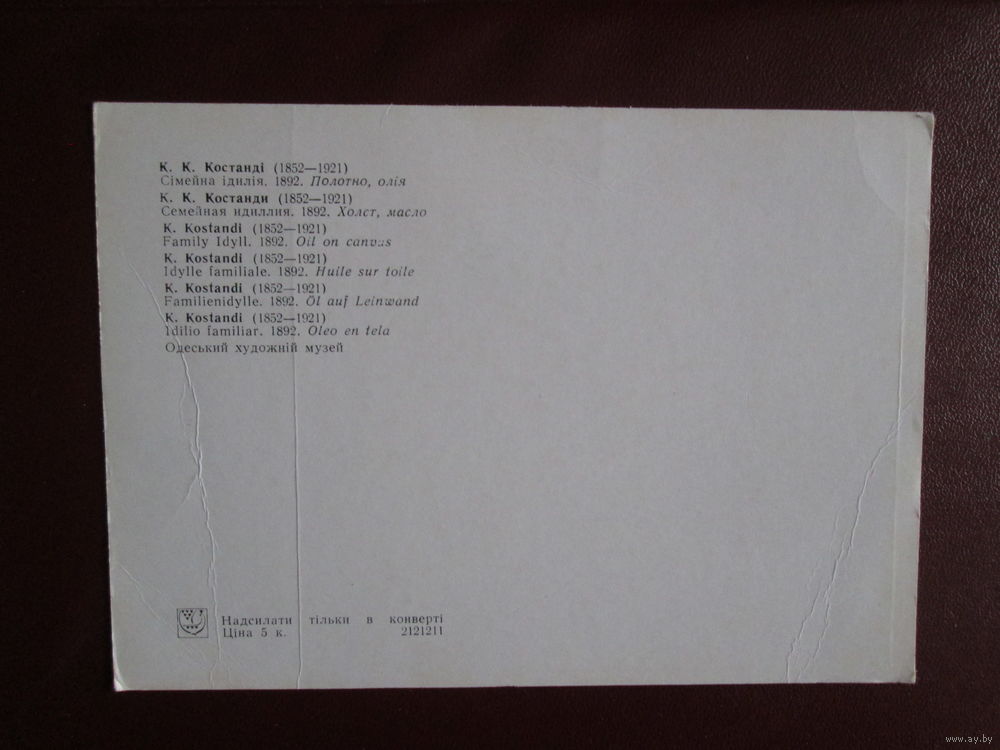 К. К. Костанді (1852—1921)
Сімейна ідилія. 1892. Полотно, олія
К. К. Костанди (1852—1921)
Семейная идиллия. 1892. Холст, масло
K. Kostandi (1852—1921)
Family Idyll. 1892. Oil on canvas
K. Kostandi (1852—1921)
Idylle familiale. 1892. Huile sur toile
K. Kostandi (1852—1921)
Familienidylle. 1892. Öl auf Leinwand
K. Kostandi (1852—1921)
Idilio familiar. 1892. Oleo en tela
Одеський художній музей
Надсилати тільки в конверті
Ціна 5 к. 2121211
www.ay.by